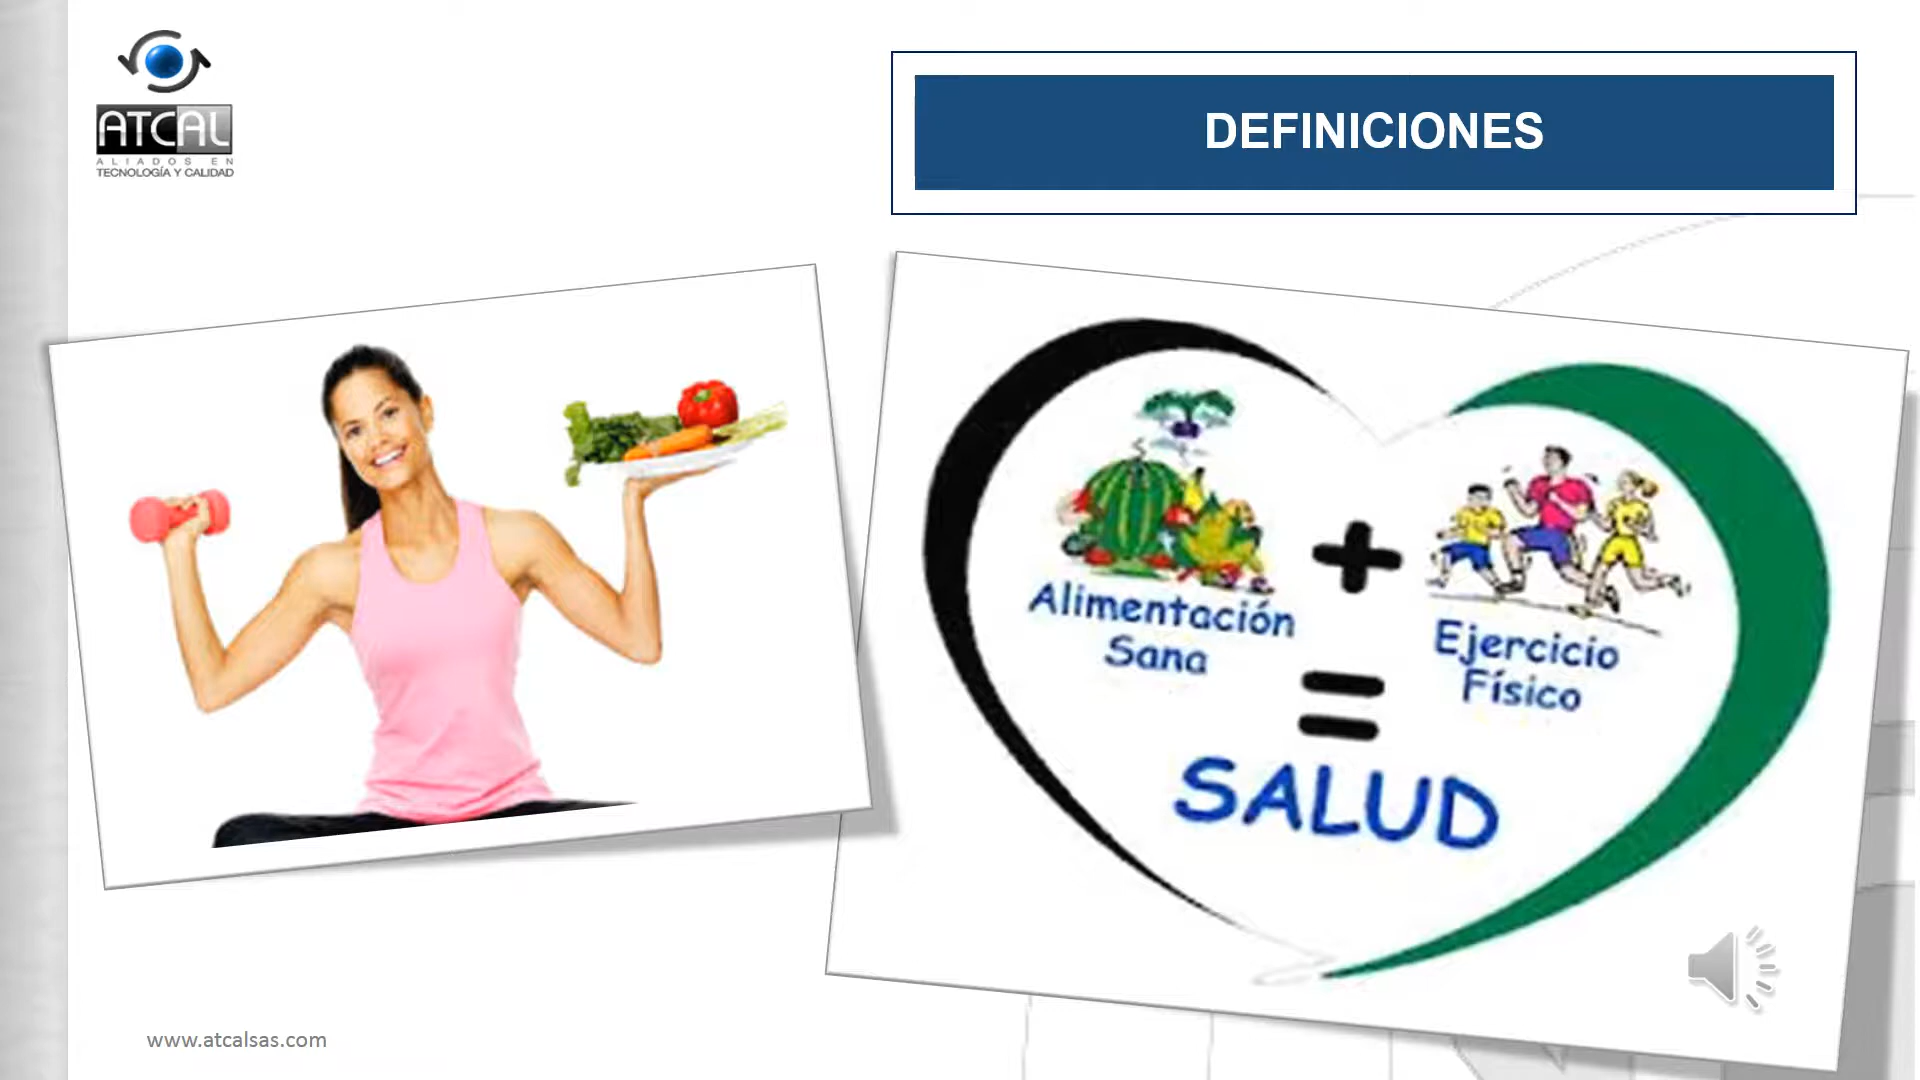 ATCAL
ALIADOS EN
TECNOLOGÍA Y CALIDAD
DEFINICIONES
Alimentación
Sana
+
Ejercicio
Físico
=
SALUD
www.atcalsas.com